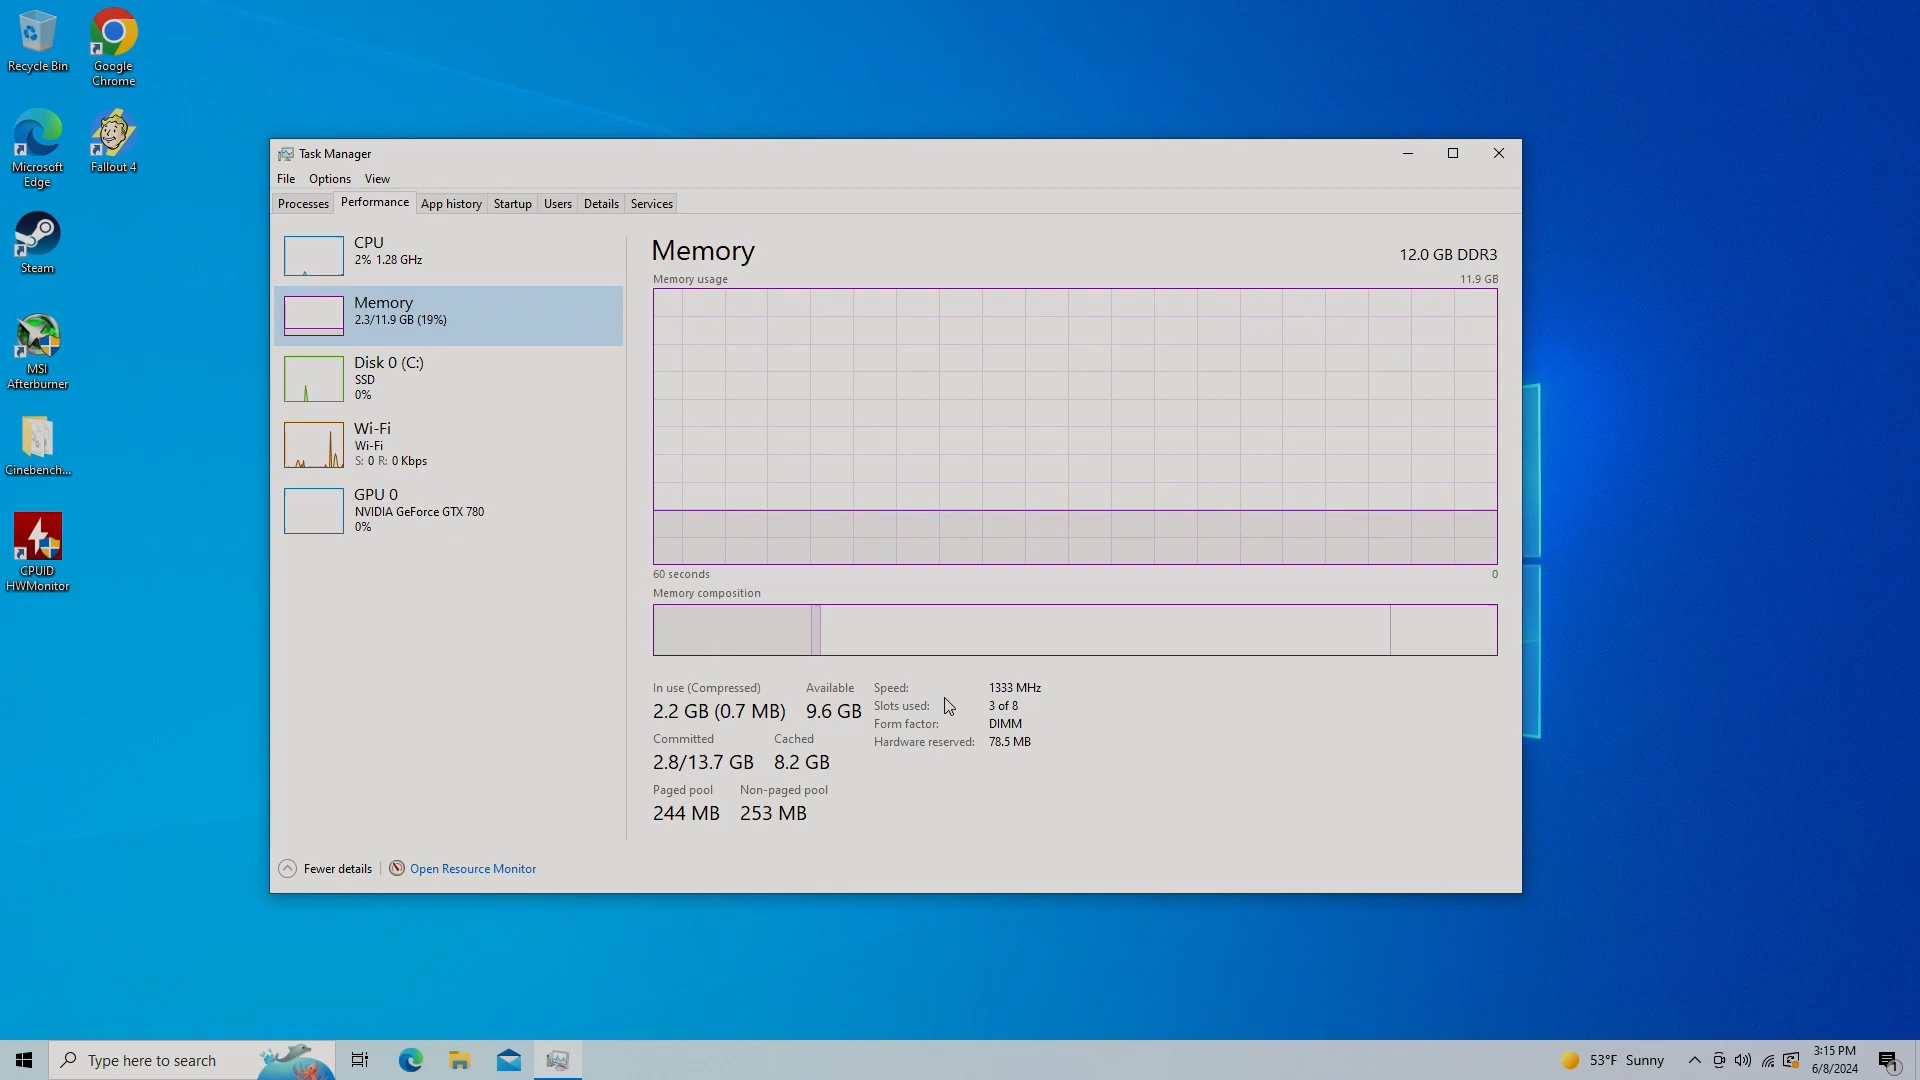 Recycle Bin
Google
Chrome
Microsoft
Edge
Fallout 4
Steam
MSI
Afterburner
Cinebench...
CPUID
HWMonitor
Task Manager
File Options View
Processes Performance App history Startup Users Details Services
CPU
2% 1.28 GHz
Memory
2.3/11.9 GB (19%)
Disk 0 (C:)
SSD
0%
Wi-Fi
Wi-Fi
S: 0 R: 0 Kbps
GPU 0
NVIDIA GeForce GTX 780
0%
Memory 12.0 GB DDR3
Memory usage 11.9 GB
60 seconds 0
Memory composition
In use (Compressed) Available
2.2 GB (0.7 MB) 9.6 GB
Committed Cached
2.8/13.7 GB 8.2 GB
Paged pool Non-paged pool
244 MB 253 MB
Speed: 1333 MHz
Slots used: 3 of 8
Form factor: DIMM
Hardware reserved: 78.5 MB
Fewer details Open Resource Monitor
Type here to search
53°F Sunny
3:15 PM
6/8/2024
1